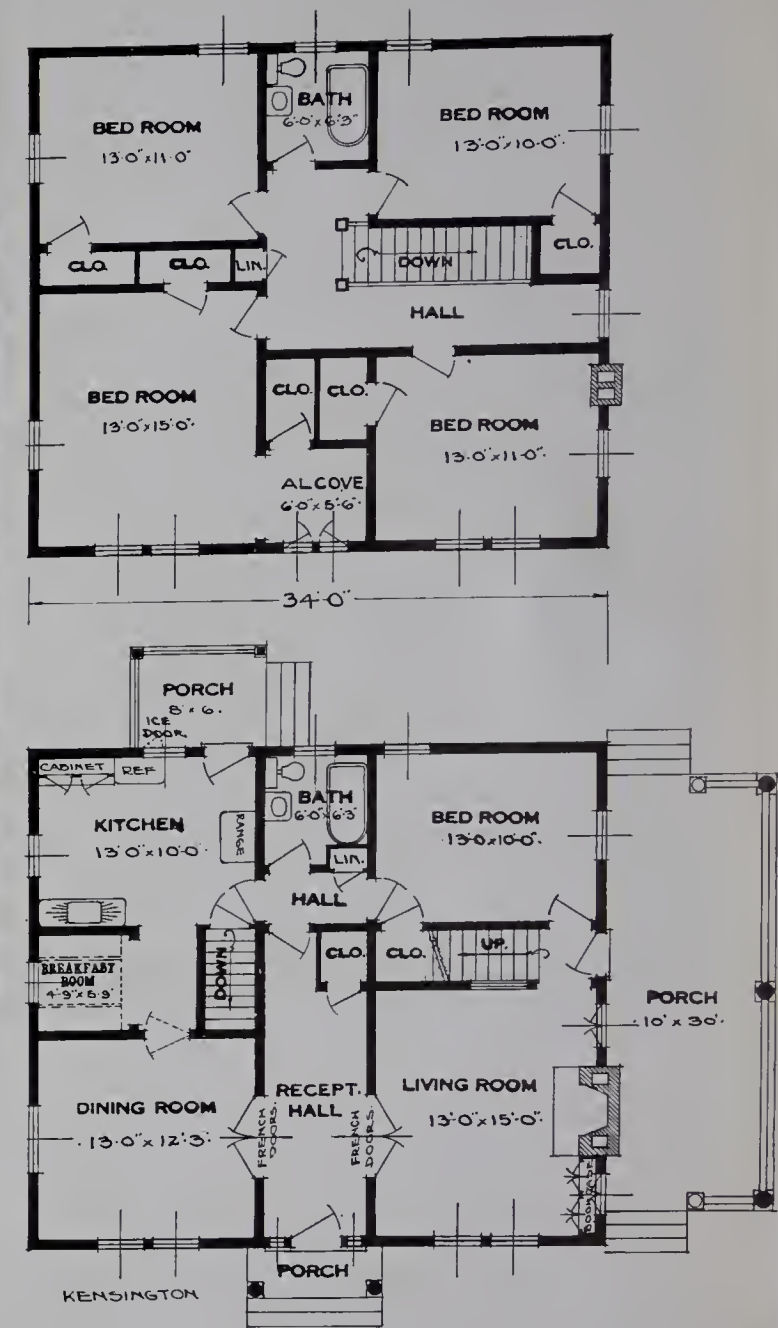 BED ROOM
13'-0"x11'-0"
BATH
6'-0"x6'-3"
BED ROOM
13'-0"x10'-0"
CLO.
CLO.
LIN.
DOWN
CLO.
HALL
BED ROOM
13'-0"x15'-0"
CLO.
CLO.
BED ROOM
13'-0"x11'-0"
ALCOVE
6'-0"x5'-6"
34'-0"
PORCH
8'x6'
ICE
DOOR.
CABINET
REF
KITCHEN
13'0"x10'-0"
RANGE
BATH
6'-0"x6'-3"
LIN.
BED ROOM
13'-0x10'-0"
HALL
CLO.
CLO.
UP.
BREAKFAST
ROOM
4'-9"x5'-9"
DOWN
PORCH
10' x 30'
DINING ROOM
13'-0"x12'-3"
FRENCH
DOORS.
RECEPT.
HALL
FRENCH
DOORS.
LIVING ROOM
13'-0"x15'-0"
BOOKCASE
PORCH
KENSINGTON